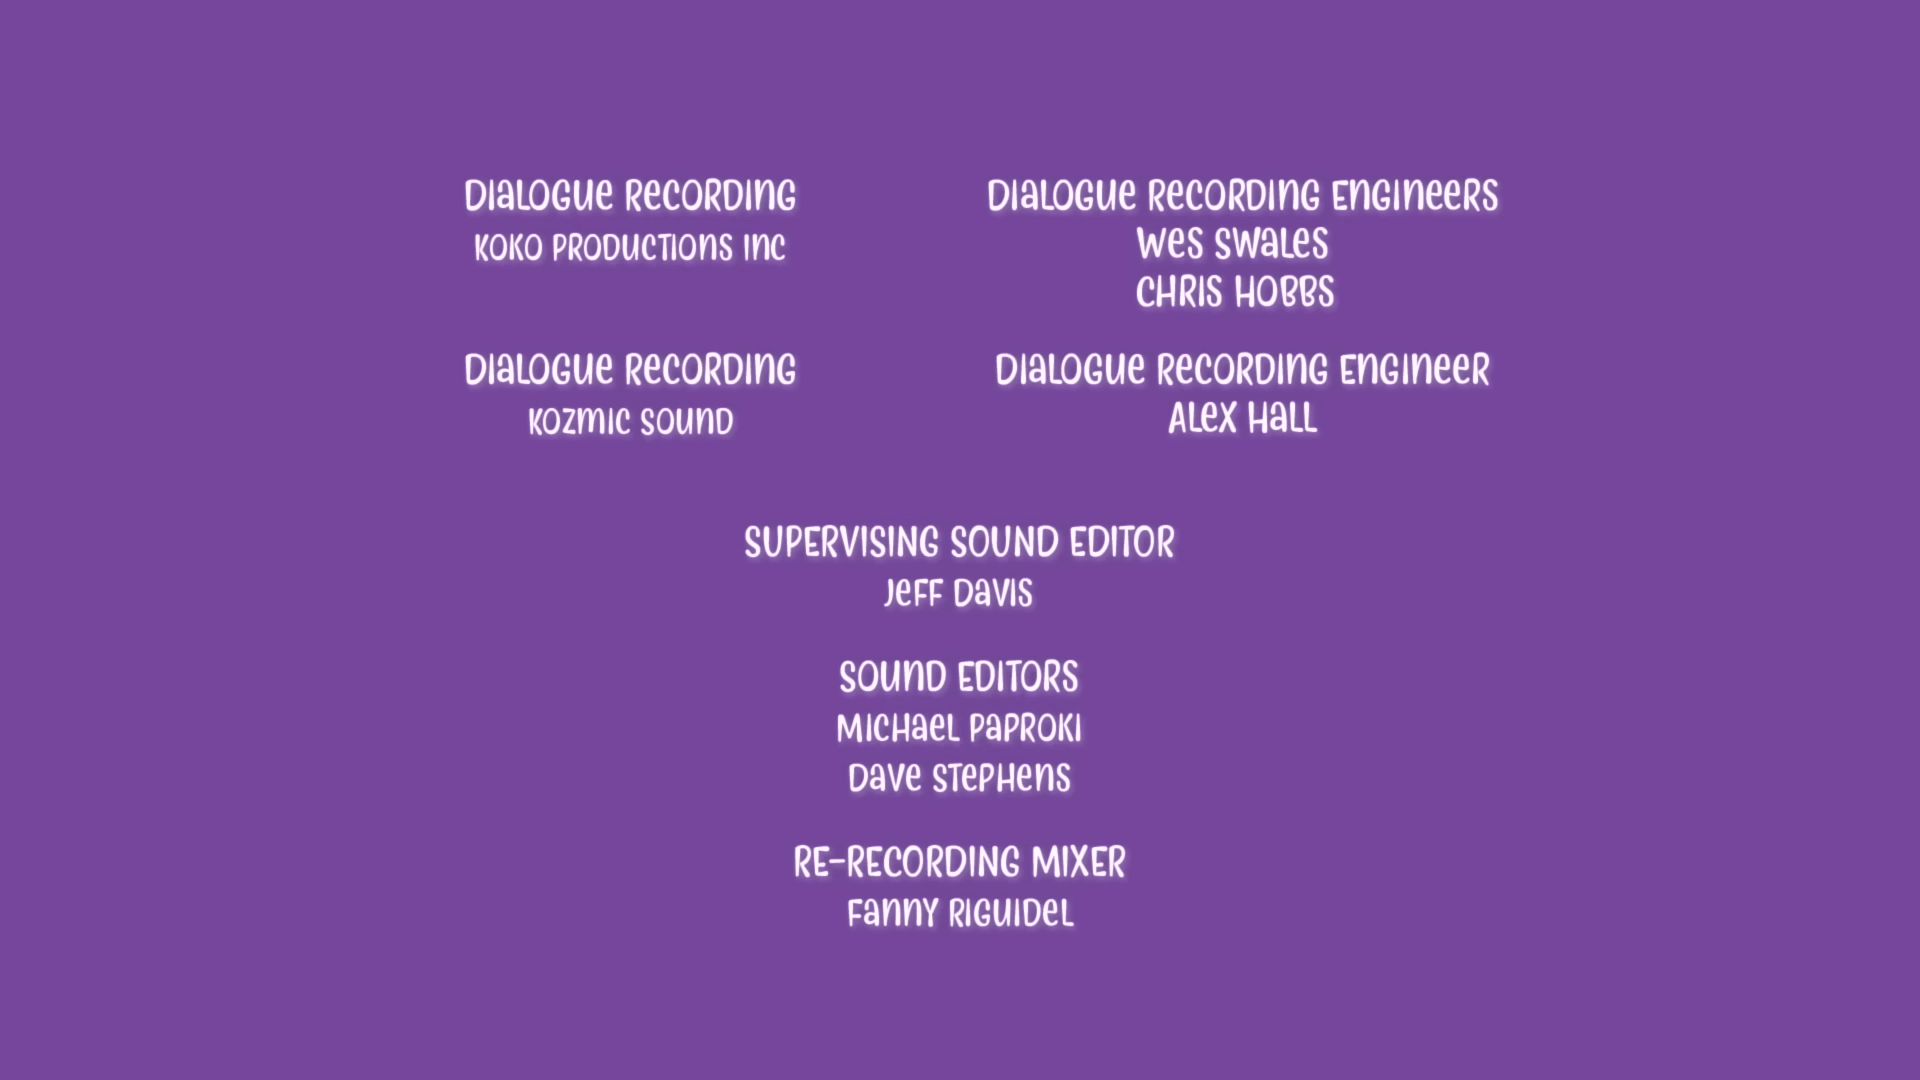 Dialogue Recording
Koko Productions Inc
Dialogue Recording Engineers
Wes Swales
Chris Hobbs
Dialogue Recording
Kozmic Sound
Dialogue Recording Engineer
Alex Hall
SUPERVISING SOUND EDITOR
Jeff Davis
SOUND EDITORS
Michael Paproki
Dave Stephens
RE-RECORDING MIXER
Fanny Riguidel